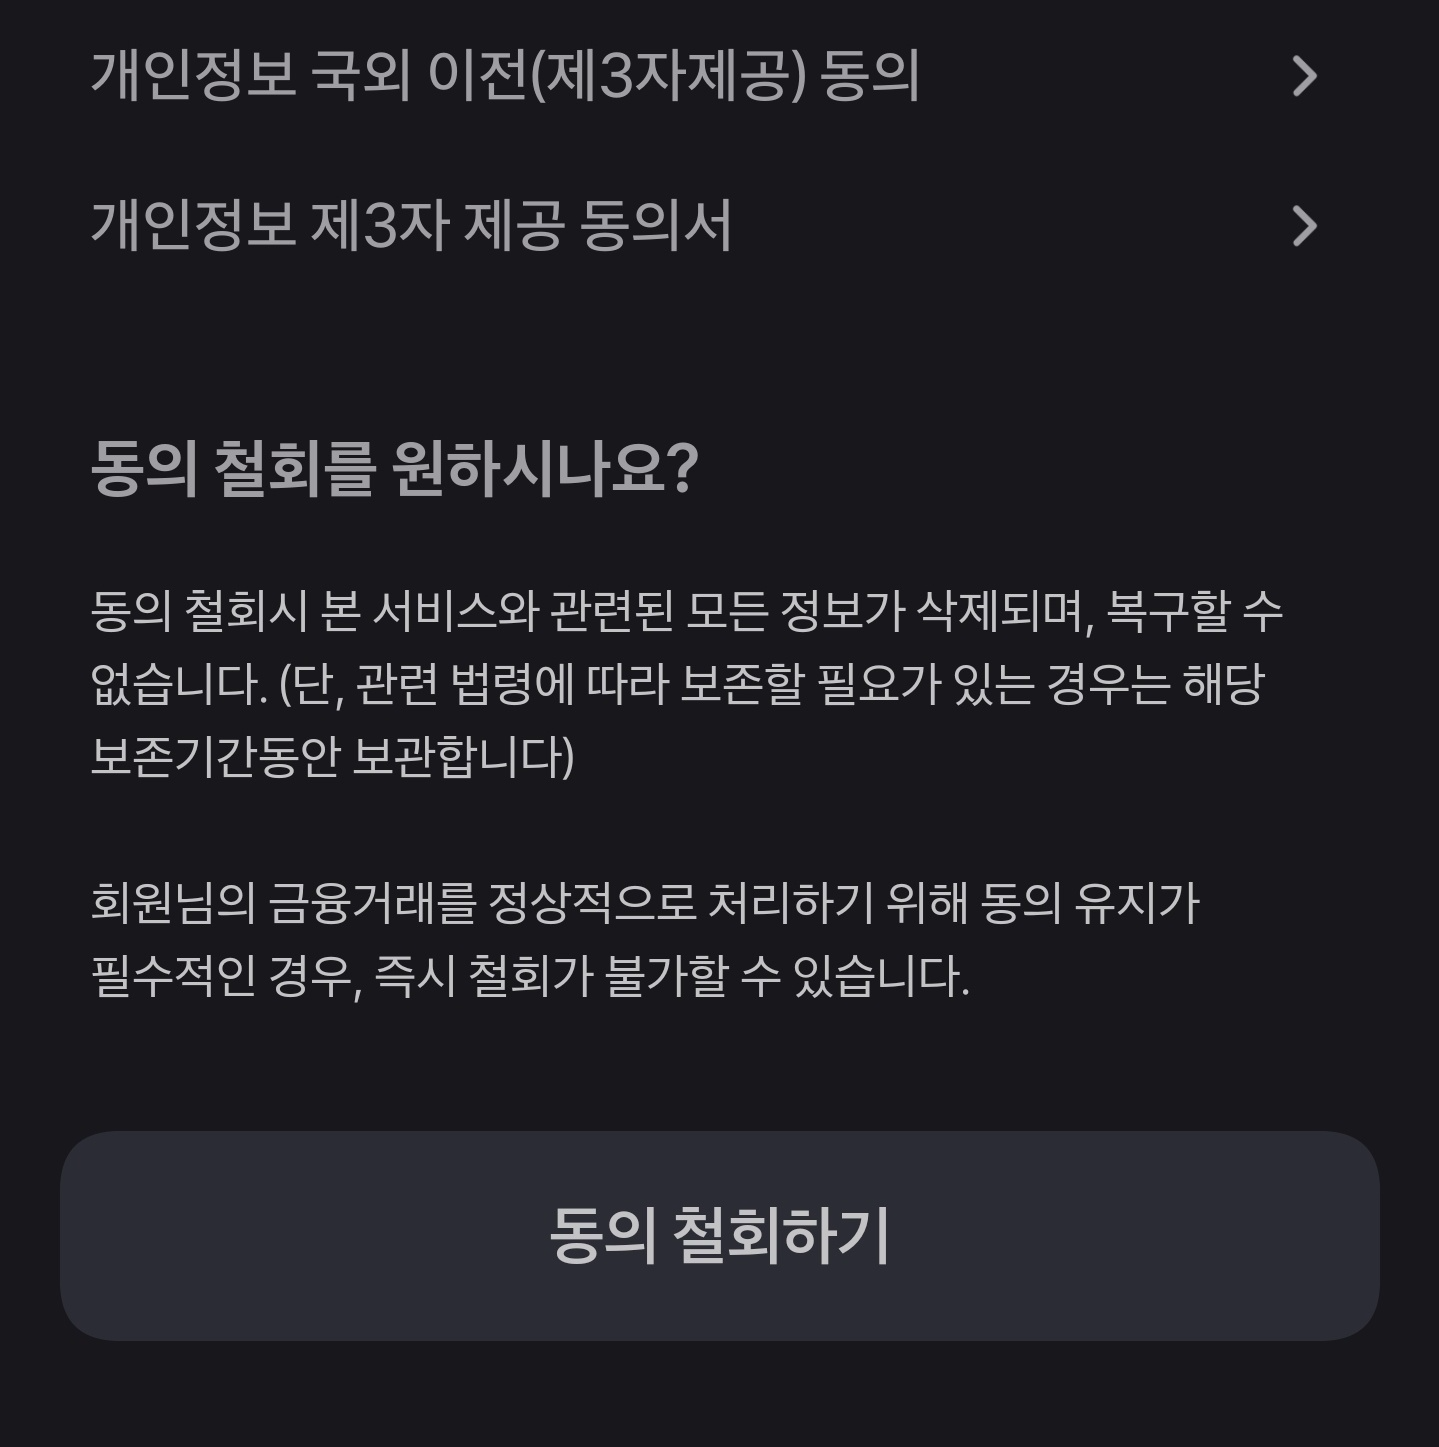 개인정보 국외 이전(제3자제공) 동의
개인정보 제3자 제공 동의서
동의 철회를 원하시나요?
동의 철회시 본 서비스와 관련된 모든 정보가 삭제되며, 복구할 수
없습니다. (단, 관련 법령에 따라 보존할 필요가 있는 경우는 해당
보존기간동안 보관합니다)
회원님의 금융거래를 정상적으로 처리하기 위해 동의 유지가
필수적인 경우, 즉시 철회가 불가할 수 있습니다.
동의 철회하기